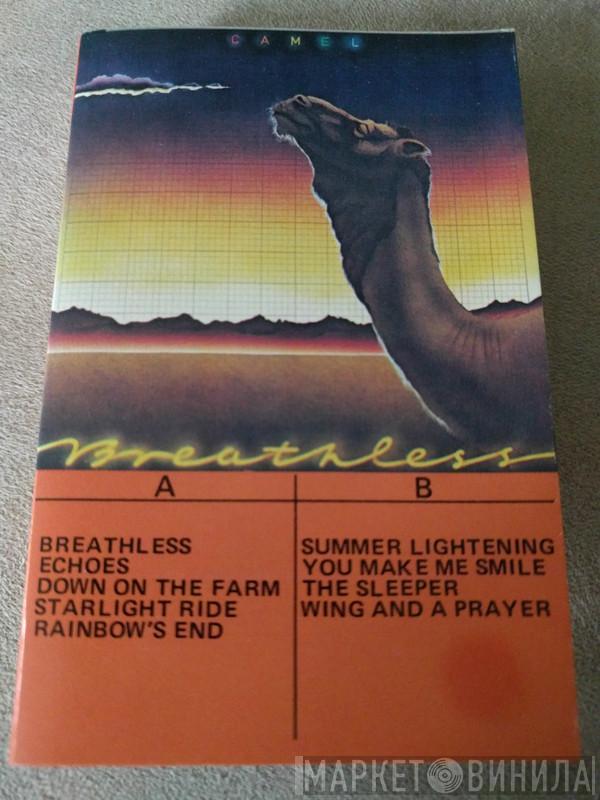 CAMEL
Breathless
A
B
BREATHLESS
ECHOES
DOWN ON THE FARM
STARLIGHT RIDE
RAINBOW'S END
SUMMER LIGHTENING
YOU MAKE ME SMILE
THE SLEEPER
WING AND A PRAYER
МАРКЕТ ВИНИЛА